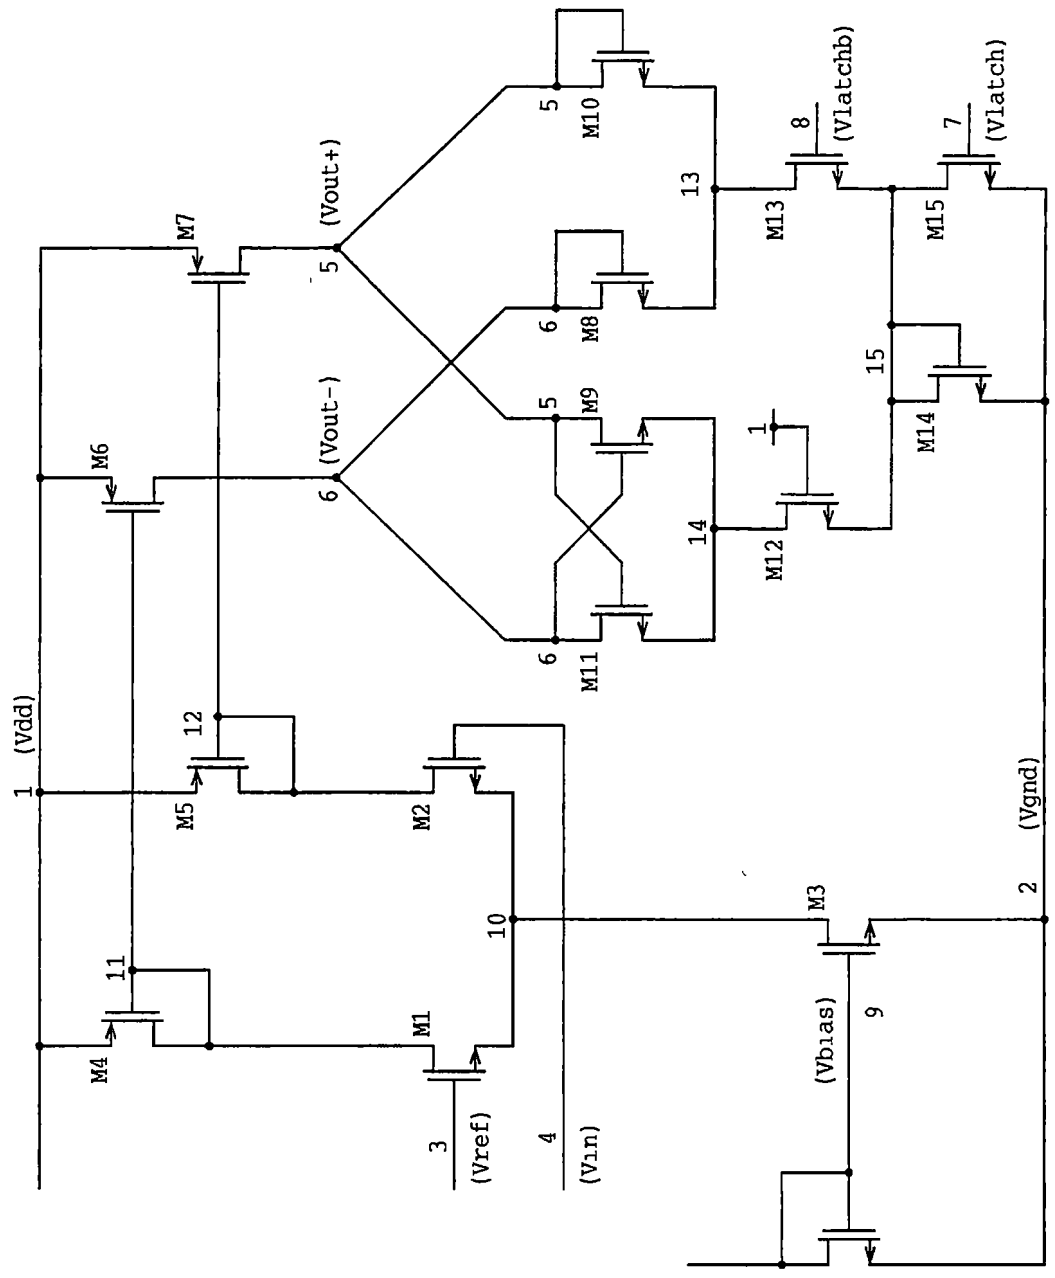 1 (Vdd)
M4
11
M6
M5
12
M7
6 (Vout-)
5 (Vout+)
M1
M2
3
(Vref)
10
4
(Vin)
6
5
6
5
M11
M9
M8
M10
14
13
1
M12
M13
8
(Vlatchb)
(Vbias)
M3
9
15
M14
M15
7
(Vlatch)
2 (Vgnd)